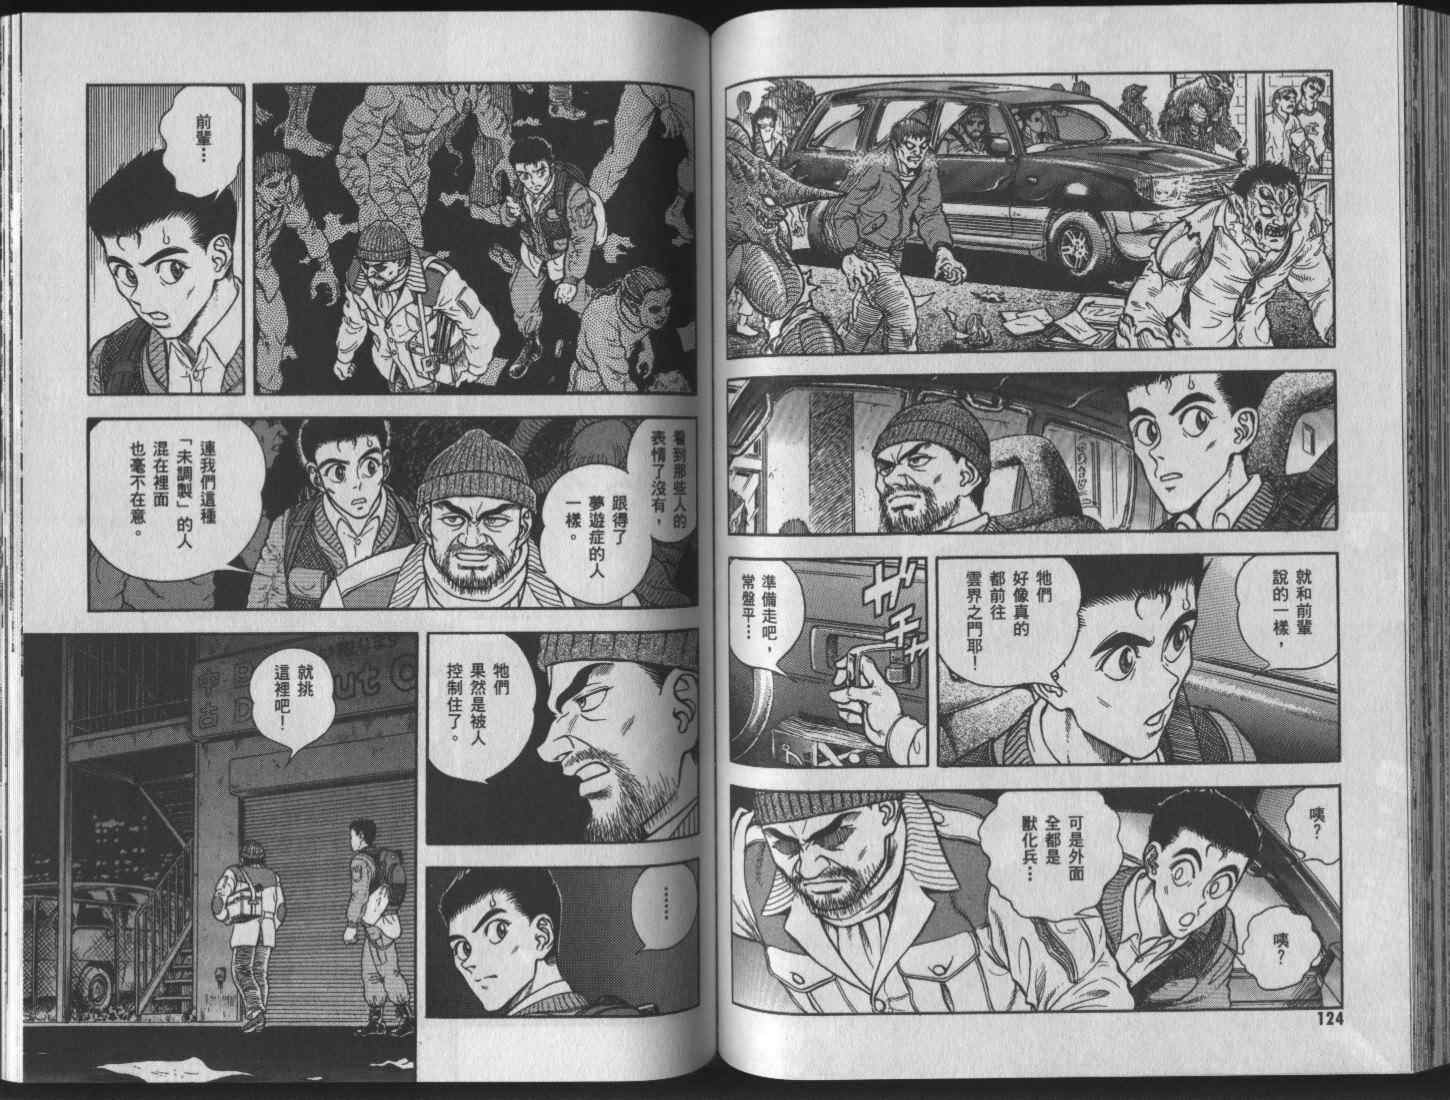 就和前輩
說的一樣，
牠們
好像真的
都前往
雲界之門耶！
準備走吧，
常盤平…
ガ
チャ
咦？
可是外面
全都是
獸化兵…
咦？
124
前輩…
看到那些人的
表情了沒有，
跟得了
夢遊症的人
一樣。
連我們這種
「未調製」的人
混在裡面
也毫不在意。
牠們
果然是被人
控制住了。
……
就挑
這裡吧！
中古